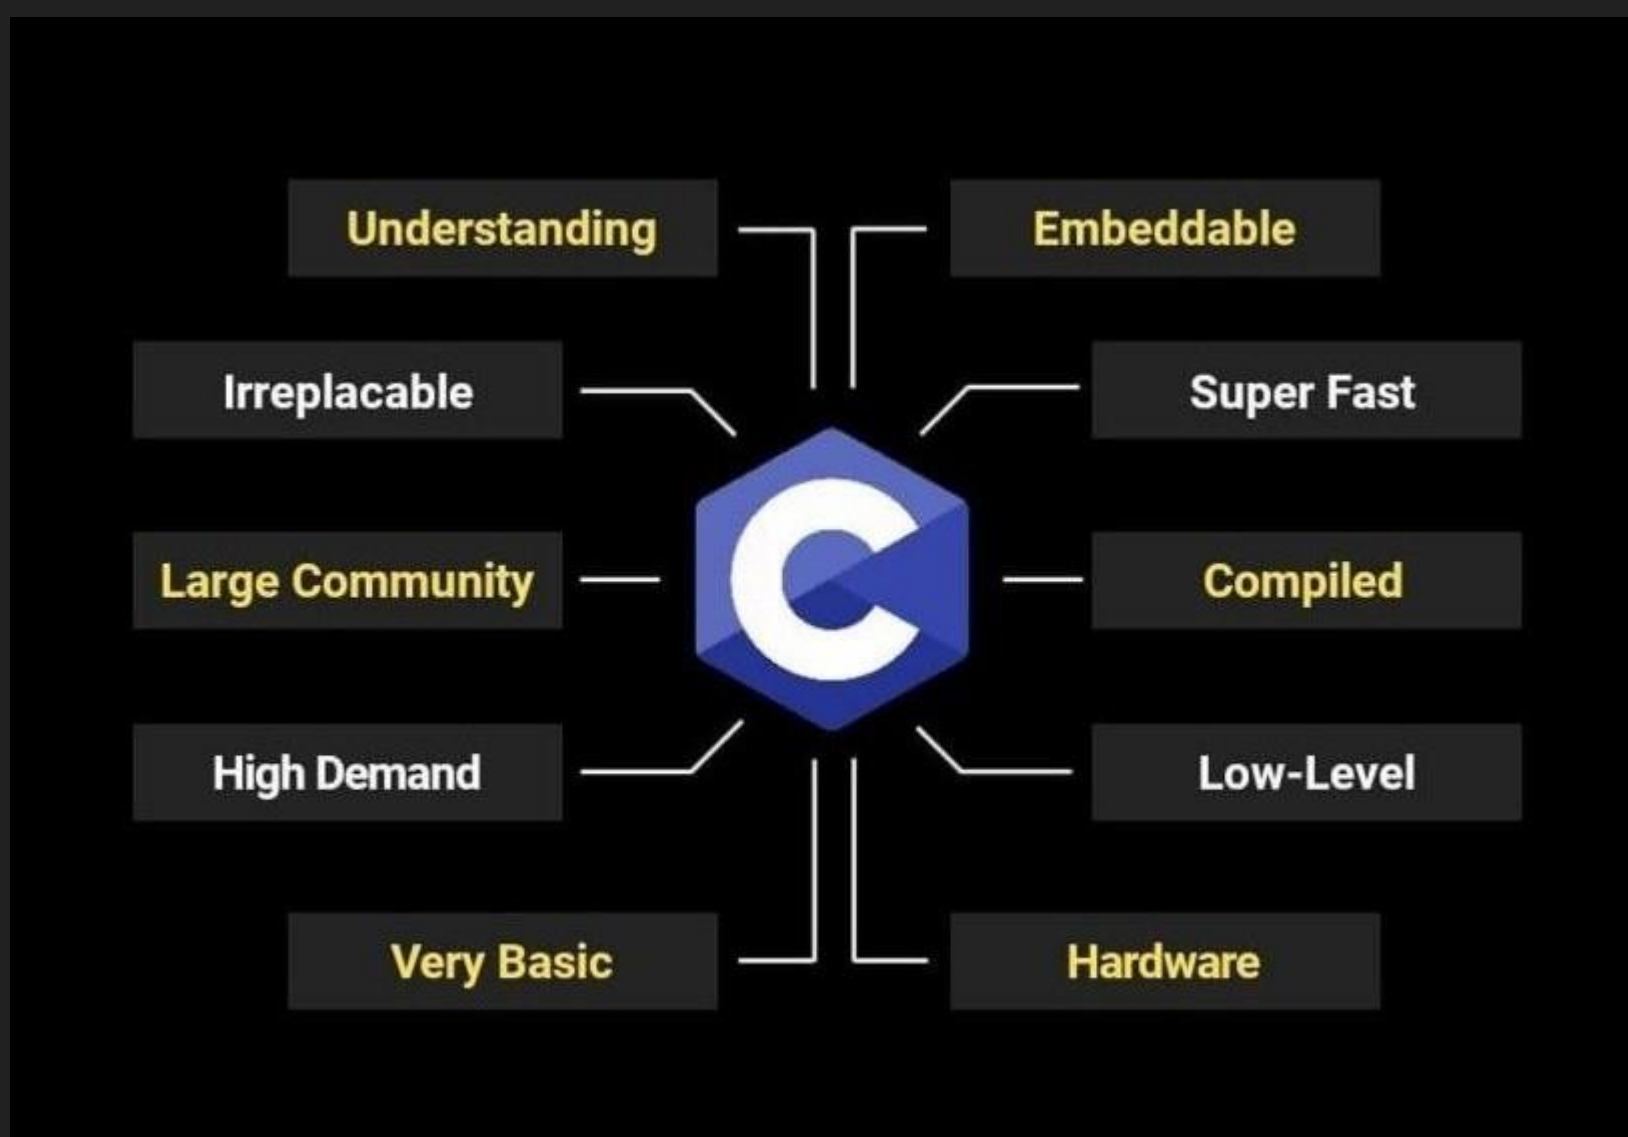 Understanding
Embeddable
Irreplacable
Super Fast
Large Community
C
Compiled
High Demand
Low-Level
Very Basic
Hardware